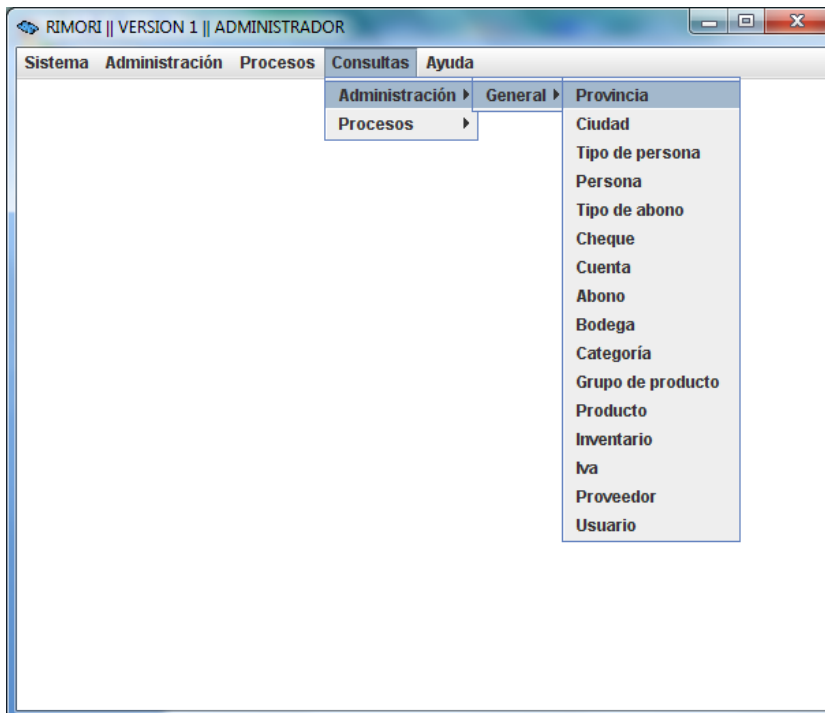 RIMORI || VERSION 1 || ADMINISTRADOR
Sistema Administración Procesos Consultas Ayuda
Administración General Provincia
Procesos Ciudad
Tipo de persona
Persona
Tipo de abono
Cheque
Cuenta
Abono
Bodega
Categoría
Grupo de producto
Producto
Inventario
Iva
Proveedor
Usuario